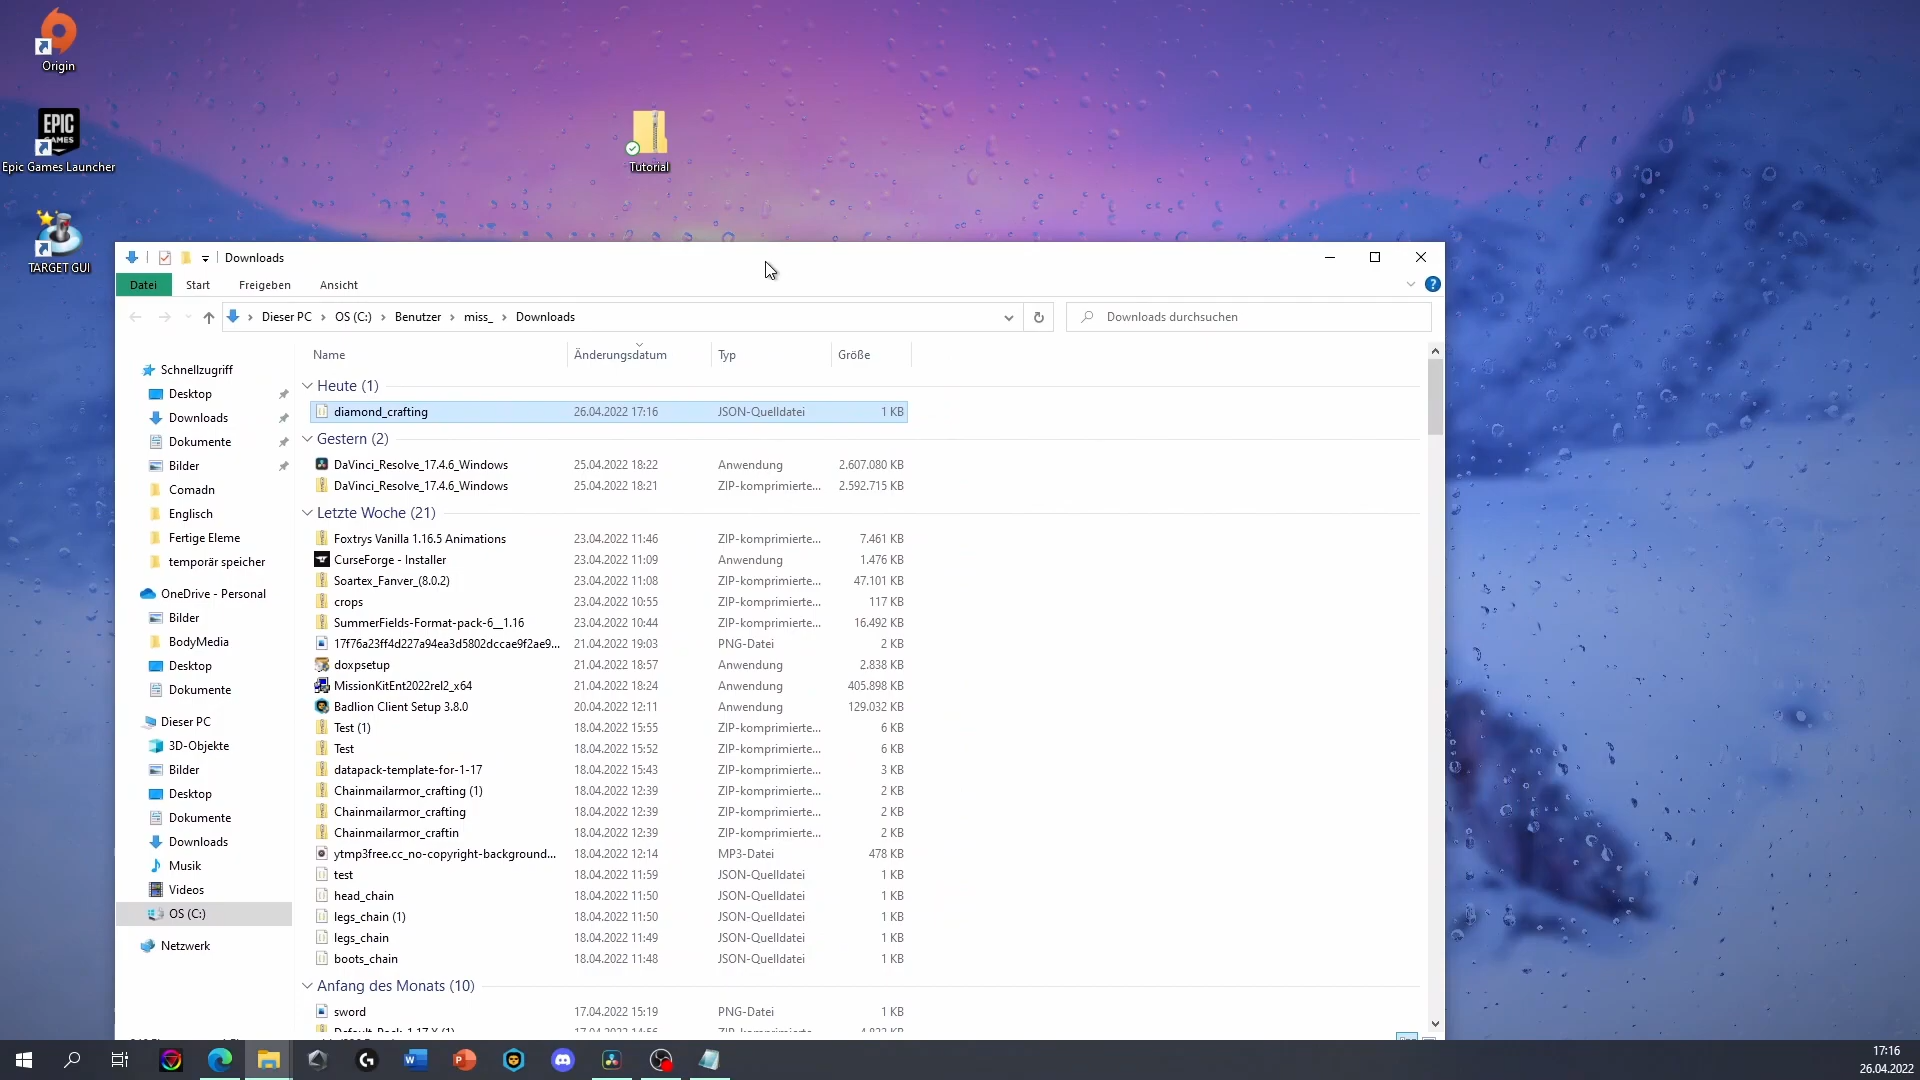 Origin
EPIC
GAMES
Epic Games Launcher
TARGET GUI
Tutorial
Downloads
Datei Start Freigeben Ansicht
Dieser PC OS (C:) Benutzer miss_ Downloads
Downloads durchsuchen
Name Änderungsdatum Typ Größe
Schnellzugriff
Desktop
Downloads
Dokumente
Bilder
Comadn
Englisch
Fertige Eleme
temporär speicher
OneDrive - Personal
Bilder
BodyMedia
Desktop
Dokumente
Dieser PC
3D-Objekte
Bilder
Desktop
Dokumente
Downloads
Musik
Videos
OS (C:)
Netzwerk
Heute (1)
diamond_crafting 26.04.2022 17:16 JSON-Quelldatei 1 KB
Gestern (2)
DaVinci_Resolve_17.4.6_Windows 25.04.2022 18:22 Anwendung 2.607.080 KB
DaVinci_Resolve_17.4.6_Windows 25.04.2022 18:21 ZIP-komprimierte... 2.592.715 KB
Letzte Woche (21)
Foxtrys Vanilla 1.16.5 Animations 23.04.2022 11:46 ZIP-komprimierte... 7.461 KB
CurseForge - Installer 23.04.2022 11:09 Anwendung 1.476 KB
Soartex_Fanver_(8.0.2) 23.04.2022 11:08 ZIP-komprimierte... 47.101 KB
crops 23.04.2022 10:55 ZIP-komprimierte... 117 KB
SummerFields-Format-pack-6__1.16 23.04.2022 10:44 ZIP-komprimierte... 16.492 KB
17f76a23ff4d227a94ea3d5802dccae9f2ae9... 21.04.2022 19:03 PNG-Datei 2 KB
doxpsetup 21.04.2022 18:57 Anwendung 2.838 KB
MissionKitEnt2022rel2_x64 21.04.2022 18:24 Anwendung 405.898 KB
Badlion Client Setup 3.8.0 20.04.2022 12:11 Anwendung 129.032 KB
Test (1) 18.04.2022 15:55 ZIP-komprimierte... 6 KB
Test 18.04.2022 15:52 ZIP-komprimierte... 6 KB
datapack-template-for-1-17 18.04.2022 15:43 ZIP-komprimierte... 3 KB
Chainmailarmor_crafting (1) 18.04.2022 12:39 ZIP-komprimierte... 2 KB
Chainmailarmor_crafting 18.04.2022 12:39 ZIP-komprimierte... 2 KB
Chainmailarmor_craftin 18.04.2022 12:39 ZIP-komprimierte... 2 KB
ytmp3free.cc_no-copyright-background... 18.04.2022 12:14 MP3-Datei 478 KB
test 18.04.2022 11:59 JSON-Quelldatei 1 KB
head_chain 18.04.2022 11:50 JSON-Quelldatei 1 KB
legs_chain (1) 18.04.2022 11:50 JSON-Quelldatei 1 KB
legs_chain 18.04.2022 11:49 JSON-Quelldatei 1 KB
boots_chain 18.04.2022 11:48 JSON-Quelldatei 1 KB
Anfang des Monats (10)
sword 17.04.2022 15:19 PNG-Datei 1 KB
17:16
26.04.2022